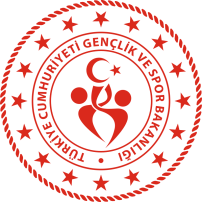 TÜRKİYE CUMHURİYETİ GENÇLİK VE SPOR BAKANLIĞI